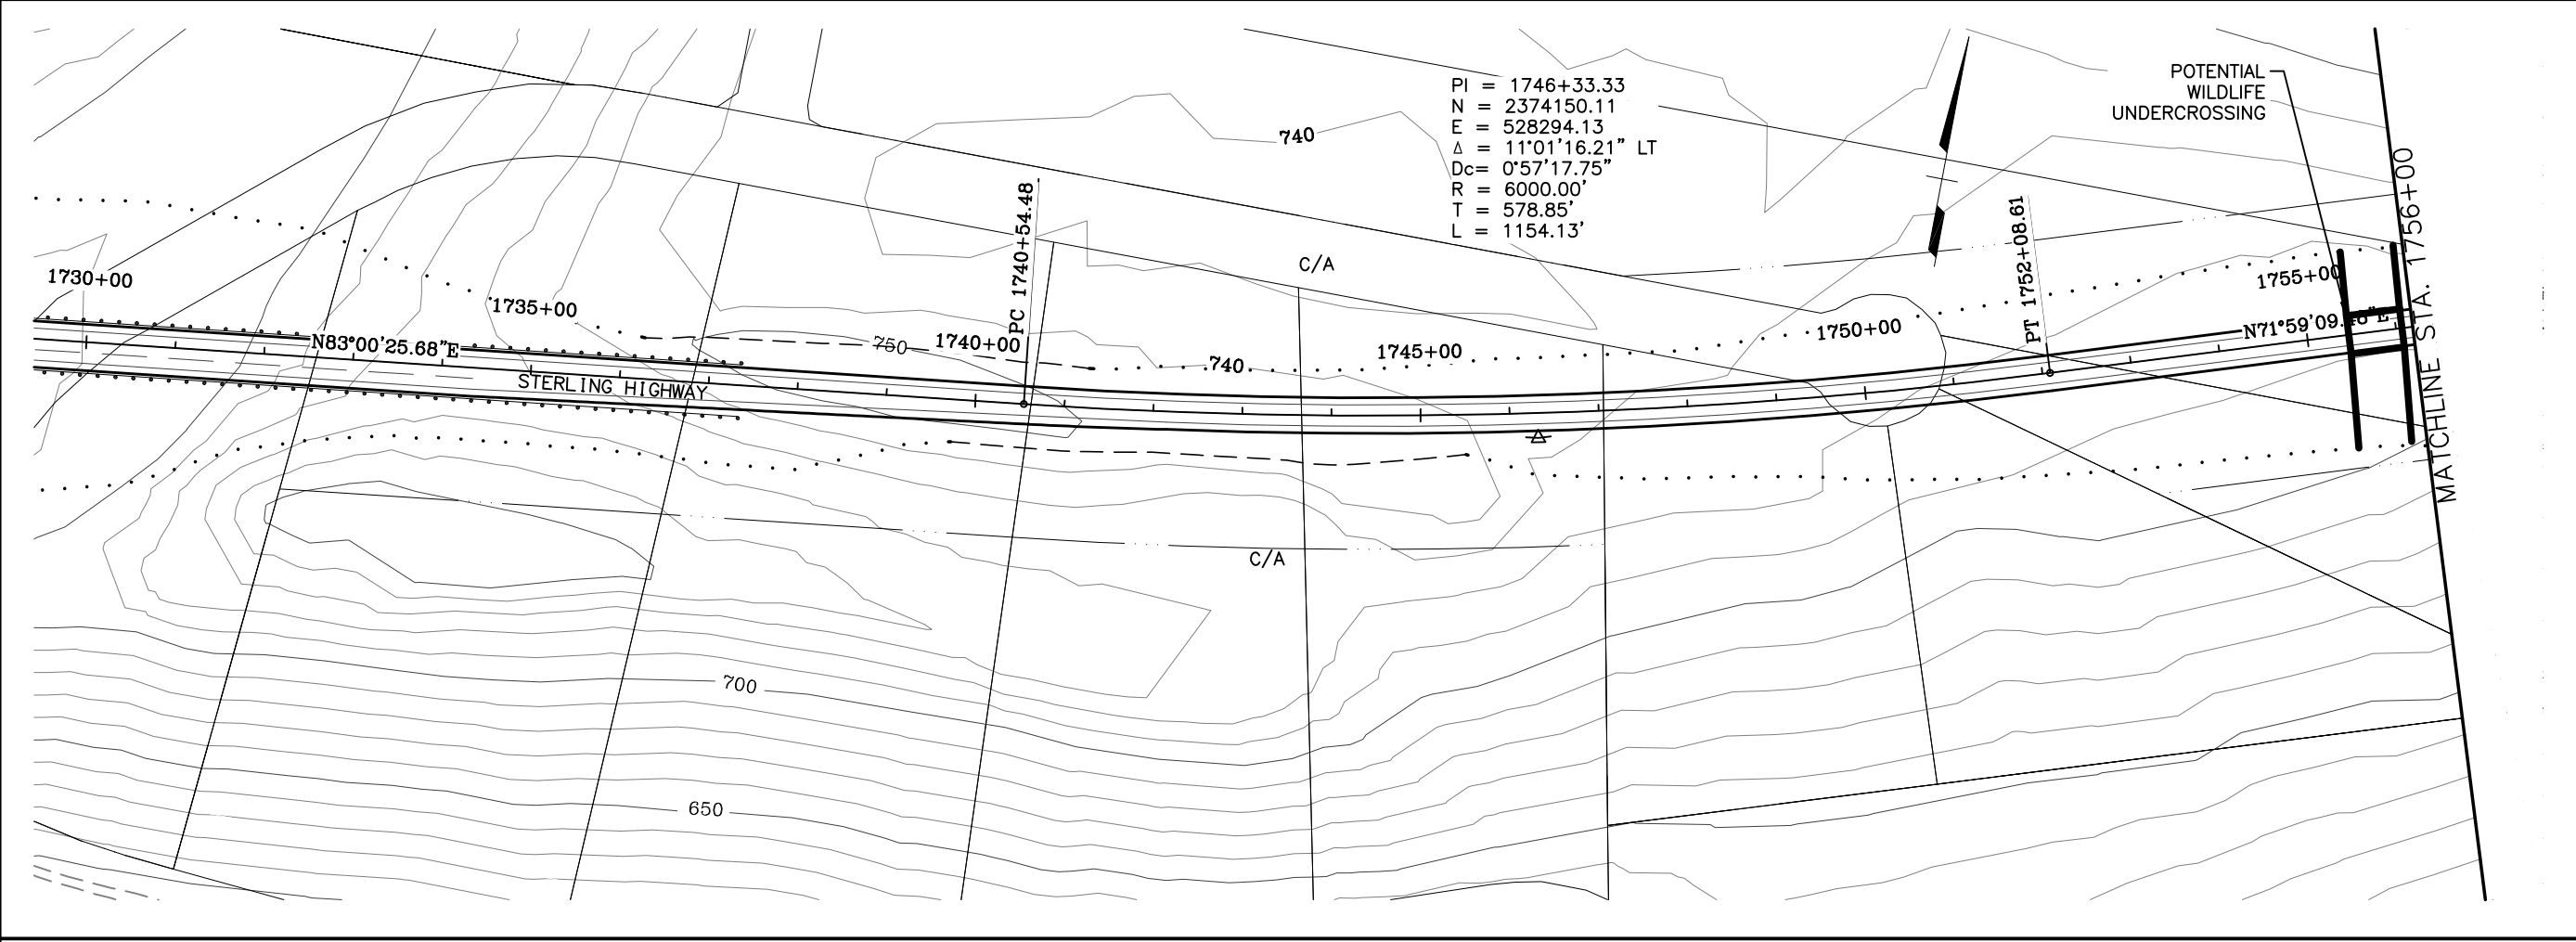 POTENTIAL
WILDLIFE
UNDERCROSSING
PI = 1746+33.33
N = 2374150.11
E = 528294.13
Δ = 11°01'16.21" LT
Dc= 0°57'17.75"
R = 6000.00'
T = 578.85'
L = 1154.13'
740
MATCHLINE STA. 1756+00
PC 1740+54.48
PT 1752+08.61
C/A
1730+00
1735+00
1740+00
1745+00
1750+00
1755+00
N83°00'25.68"E
750
740
STERLING HIGHWAY
C/A
700
650